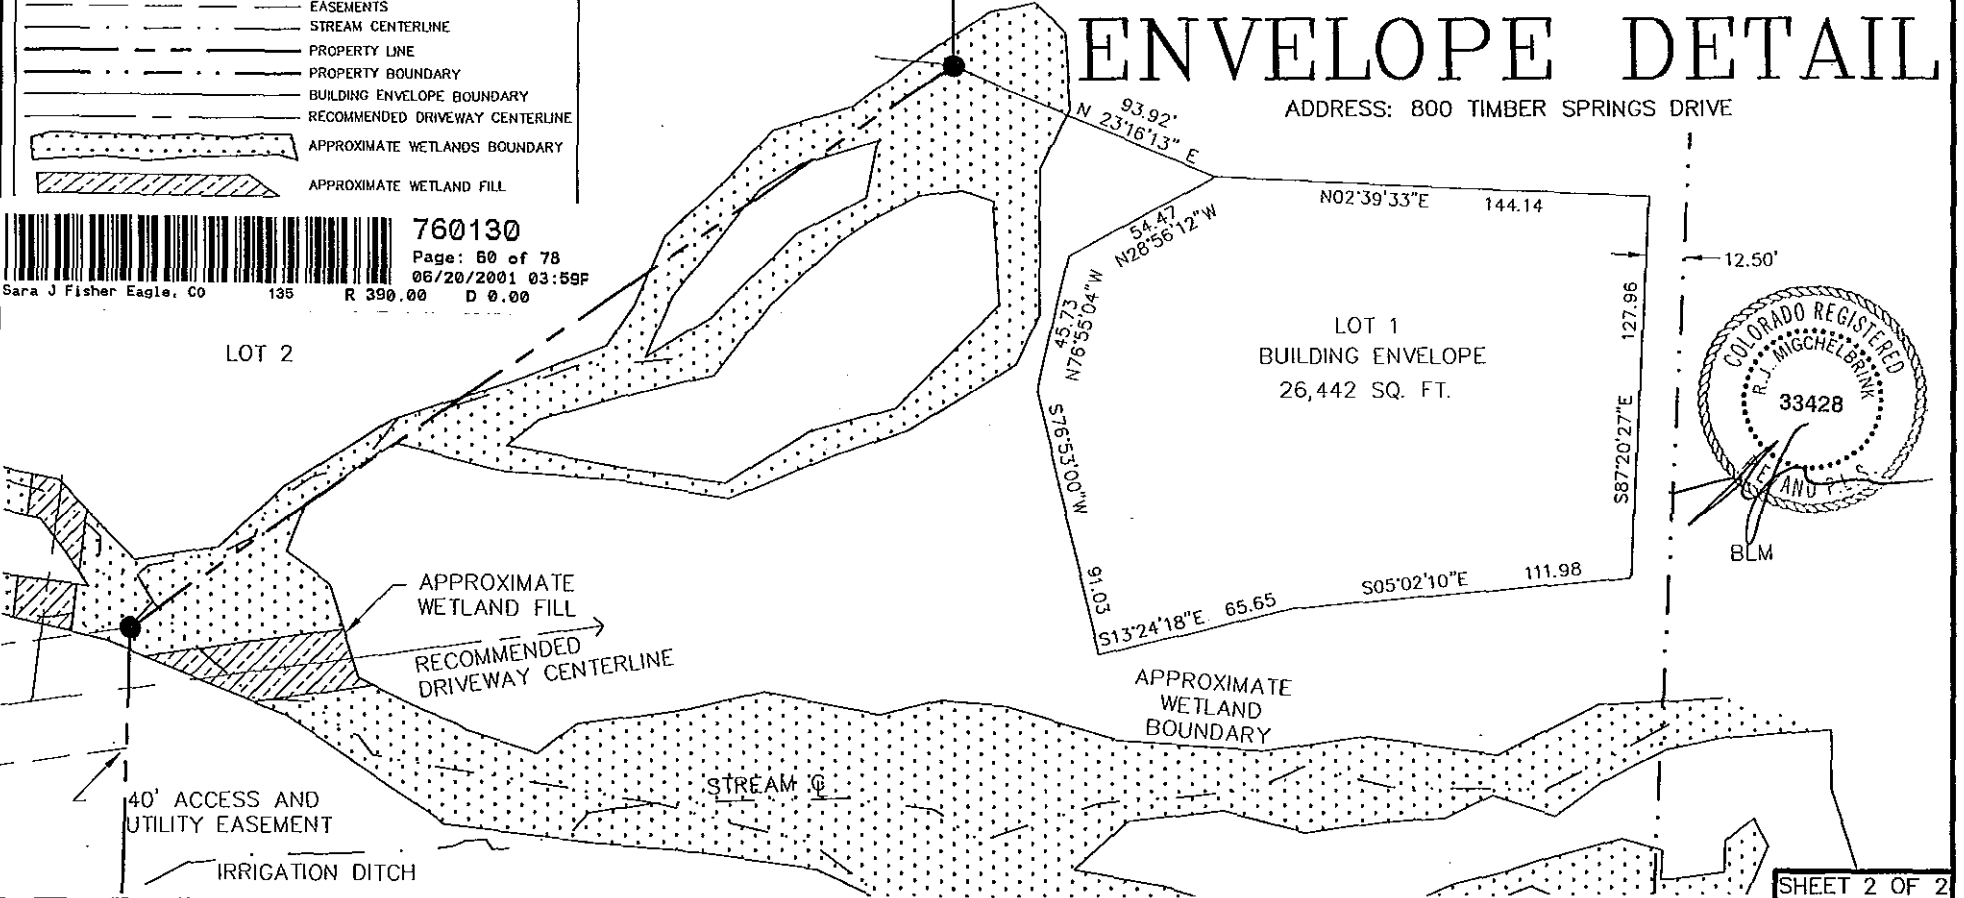 EASEMENTS
STREAM CENTERLINE
PROPERTY LINE
PROPERTY BOUNDARY
BUILDING ENVELOPE BOUNDARY
RECOMMENDED DRIVEWAY CENTERLINE
APPROXIMATE WETLANDS BOUNDARY
APPROXIMATE WETLAND FILL
760130
Page: 60 of 78
06/20/2001 03:59P
Sara J Fisher Eagle, CO 135 R 390.00 D 0.00
ENVELOPE DETAIL
ADDRESS: 800 TIMBER SPRINGS DRIVE
93.92'
N 23°16'13" E
N02°39'33"E 144.14
54.47
N28°56'12"W
12.50'
45.73
N76°55'04"W
127.96
S87°20'27"E
LOT 1
BUILDING ENVELOPE
26,442 SQ. FT.
COLORADO REGISTERED
R.J. MIGCHELBRINK
33428
AND P.L.S.
BLM
LOT 2
S76°53'00"W
91.03
S13°24'18"E 65.65
S05°02'10"E 111.98
APPROXIMATE
WETLAND FILL
RECOMMENDED
DRIVEWAY CENTERLINE
APPROXIMATE
WETLAND
BOUNDARY
STREAM ℄
40' ACCESS AND
UTILITY EASEMENT
IRRIGATION DITCH
SHEET 2 OF 2